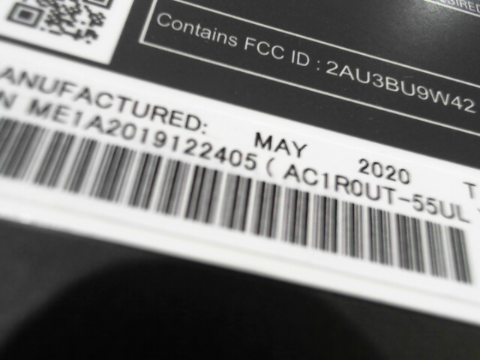 Contains FCC ID : 2AU3BU9W42
ANUFACTURED: MAY 2020 T
N ME1A2019122405 ( AC1R0UT-55UL